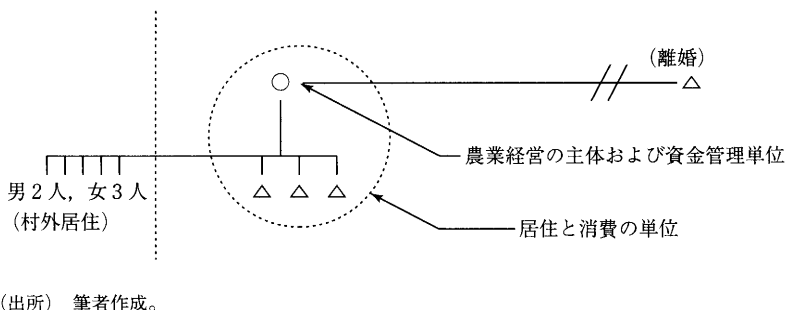 （離婚）
農業経営の主体および資金管理単位
男２人，女３人
（村外居住）
居住と消費の単位
（出所）　筆者作成。